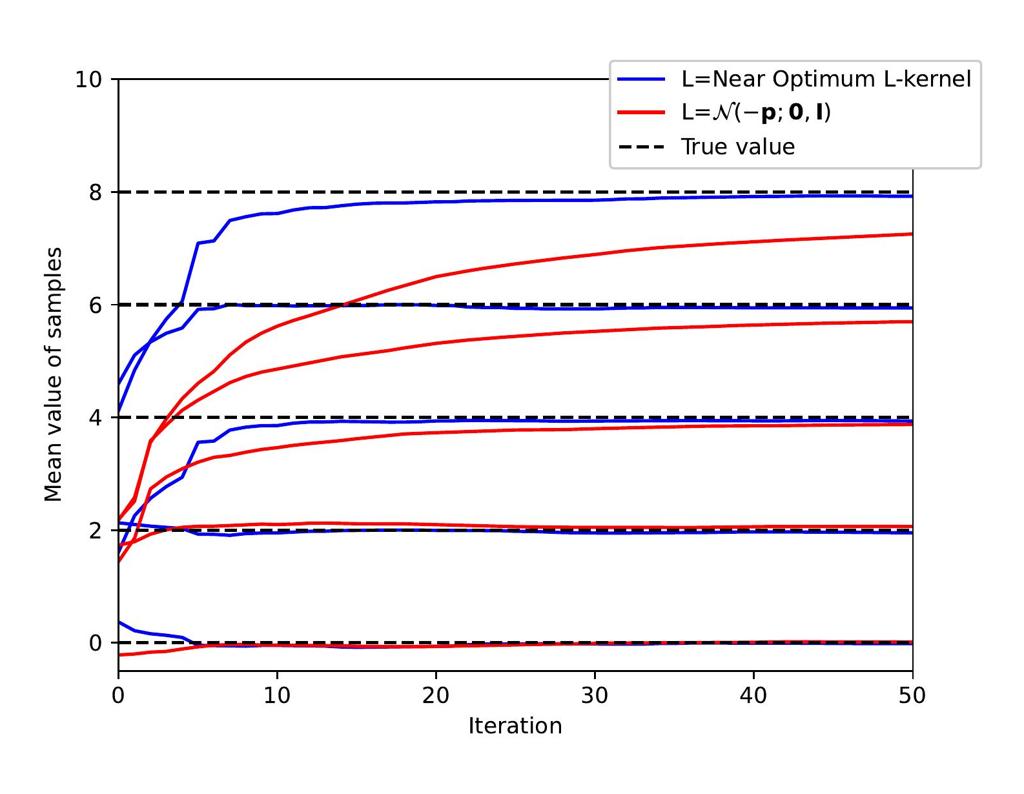 L=Near Optimum L-kernel
L=𝒩(−𝐩; 𝟎, 𝐈)
True value
10
8
6
4
2
0
Mean value of samples
0 10 20 30 40 50
Iteration